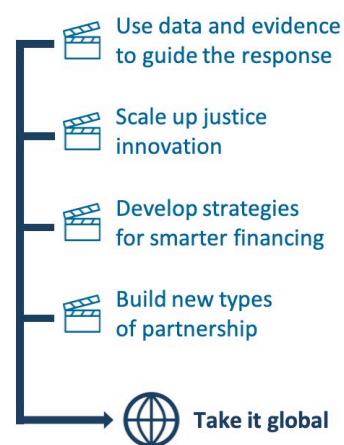 Use data and evidence
to guide the response
Scale up justice
innovation
Develop strategies
for smarter financing
Build new types
of partnership
Take it global